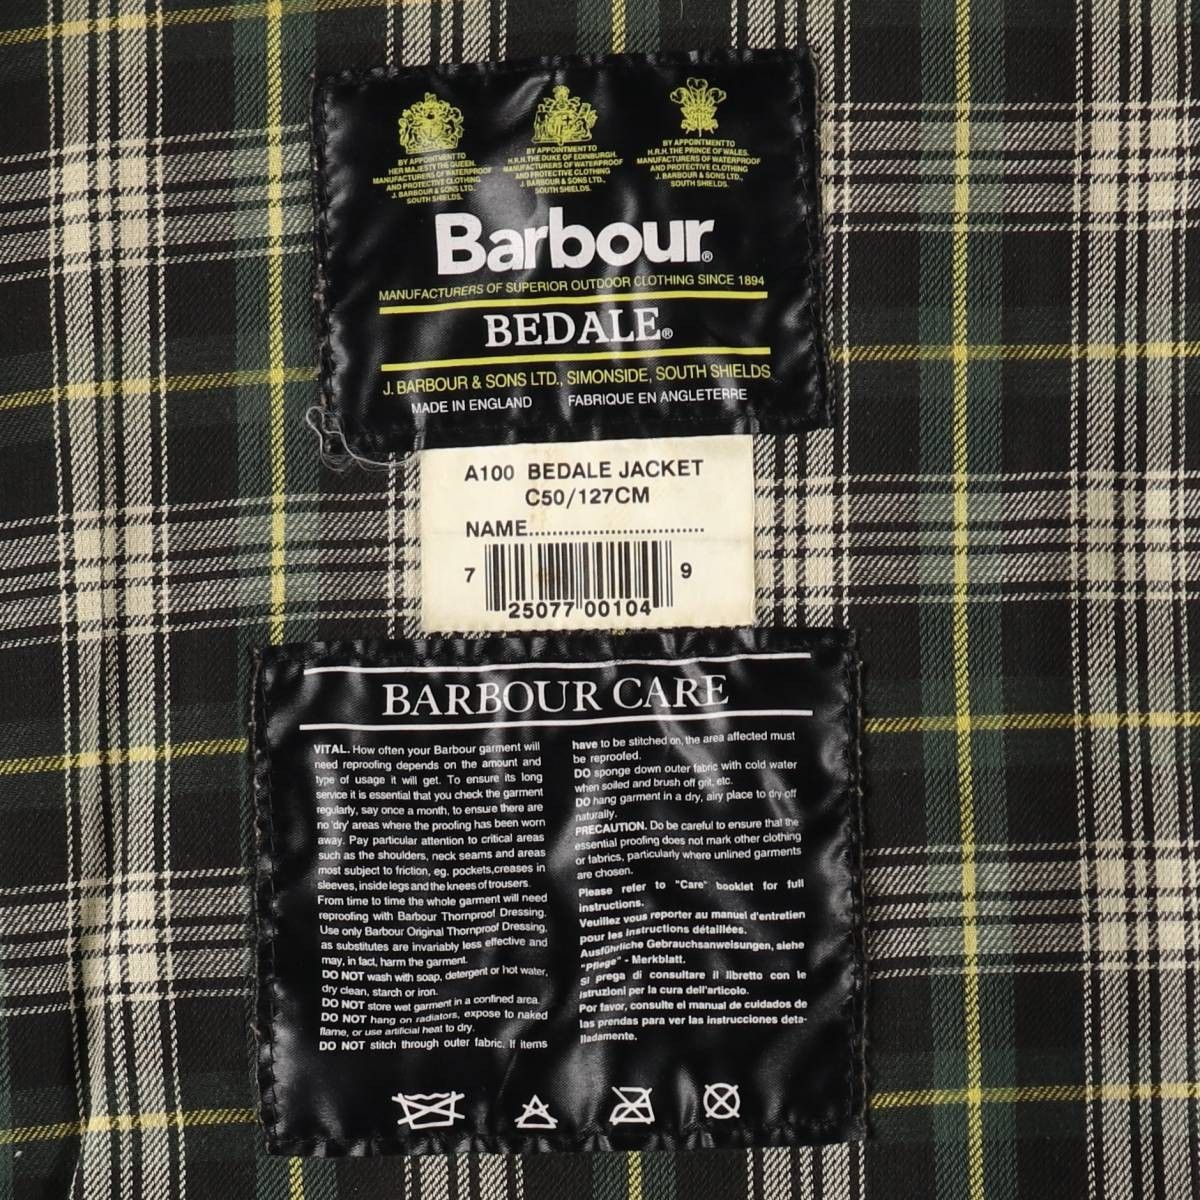 BY APPOINTMENT TO
HER MAJESTY THE QUEEN.
MANUFACTURERS OF WATERPROOF
AND PROTECTIVE CLOTHING
J. BARBOUR & SONS LTD.,
SOUTH SHIELDS.
BY APPOINTMENT TO
H.R.H. THE DUKE OF EDINBURGH.
MANUFACTURERS OF WATERPROOF
AND PROTECTIVE CLOTHING
J. BARBOUR & SONS LTD.,
SOUTH SHIELDS.
BY APPOINTMENT TO
H.R.H. THE PRINCE OF WALES.
MANUFACTURERS OF WATERPROOF
AND PROTECTIVE CLOTHING
J. BARBOUR & SONS LTD.,
SOUTH SHIELDS.
Barbour®
MANUFACTURERS OF SUPERIOR OUTDOOR CLOTHING SINCE 1894
BEDALE®
J. BARBOUR & SONS LTD., SIMONSIDE, SOUTH SHIELDS
MADE IN ENGLAND FABRIQUE EN ANGLETERRE
A100 BEDALE JACKET
C50/127CM
NAME..............................
7 25077 00104 9
BARBOUR CARE
VITAL. How often your Barbour garment will
need reproofing depends on the amount and
type of usage it will get. To ensure its long
service it is essential that you check the garment
regularly, say once a month, to ensure there are
no 'dry' areas where the proofing has been worn
away. Pay particular attention to critical areas
such as the shoulders, neck seams and areas
most subject to friction, eg. pockets,creases in
sleeves, inside legs and the knees of trousers.
From time to time the whole garment will need
reproofing with Barbour Thornproof Dressing.
Use only Barbour Original Thornproof Dressing,
as substitutes are invariably less effective and
may, in fact, harm the garment.
DO NOT wash with soap, detergent or hot water,
dry clean, starch or iron.
DO NOT store wet garment in a confined area.
DO NOT hang on radiators, expose to naked
flame, or use artificial heat to dry.
DO NOT stitch through outer fabric. If items
have to be stitched on, the area affected must
be reproofed.
DO sponge down outer fabric with cold water
when soiled and brush off grit, etc.
DO hang garment in a dry, airy place to dry off
naturally.
PRECAUTION. Do be careful to ensure that the
essential proofing does not mark other clothing
or fabrics, particularly where unlined garments
are chosen.
Please refer to "Care" booklet for full
instructions.
Veuillez vous reporter au manuel d'entretien
pour les instructions détaillées.
Ausführliche Gebrauchsanweisungen, siehe
"Pflege" - Merkblatt.
Si prega di consultare il libretto con le
istruzioni per la cura dell'articolo.
Por favor, consulte el manual de cuidados de
las prendas para ver las instrucciones deta-
lladamente.